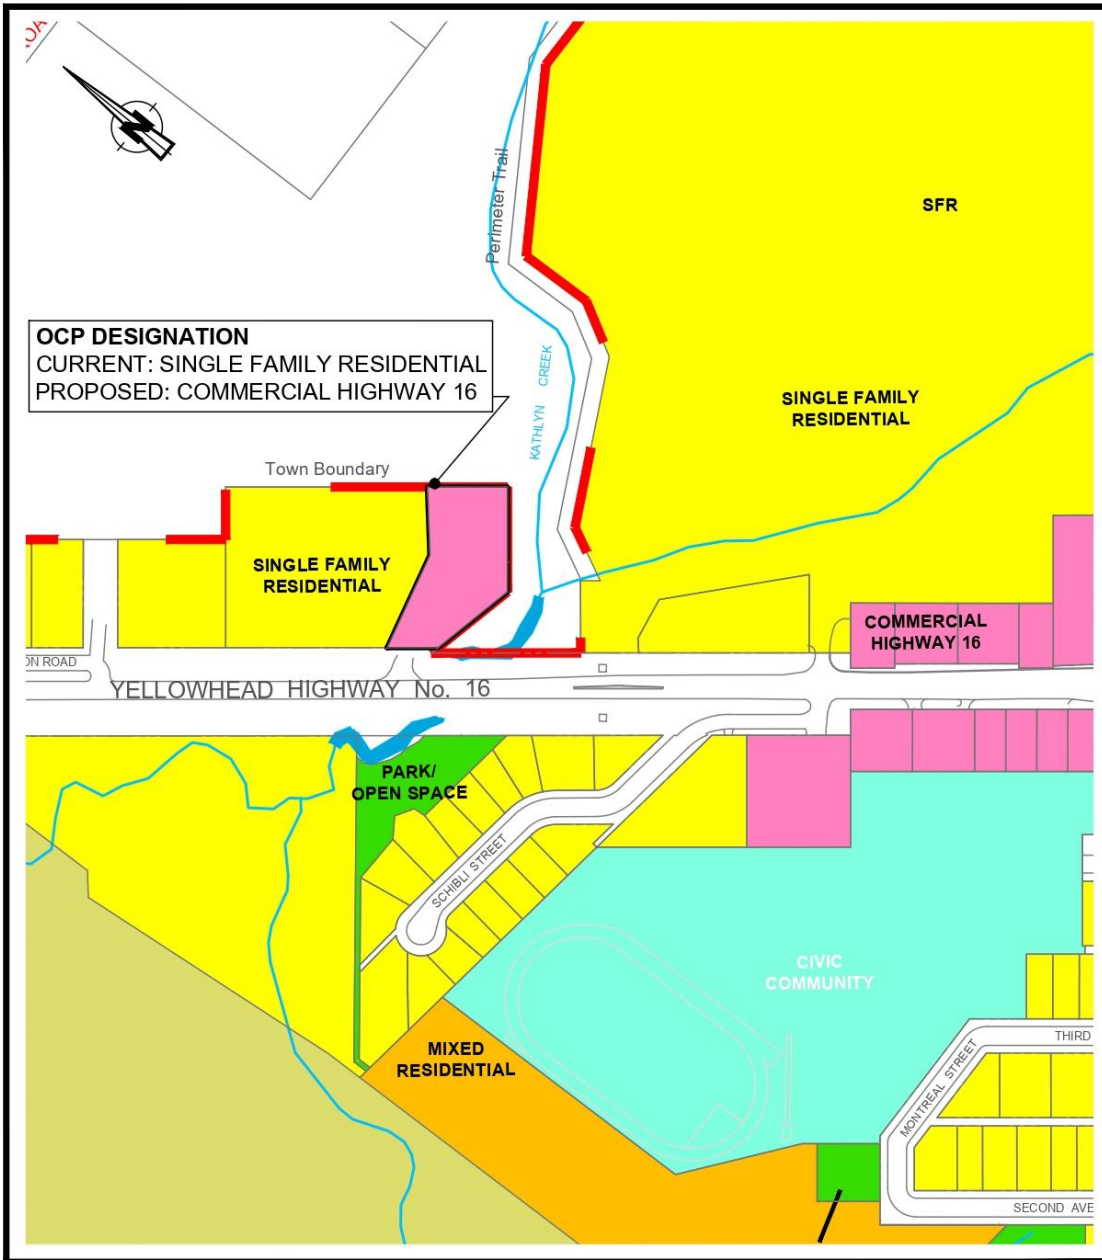 OA
N
Perimeter Trail
SFR
OCP DESIGNATION
CURRENT: SINGLE FAMILY RESIDENTIAL
PROPOSED: COMMERCIAL HIGHWAY 16
KATHLYN CREEK
SINGLE FAMILY
RESIDENTIAL
Town Boundary
SINGLE FAMILY
RESIDENTIAL
COMMERCIAL
HIGHWAY 16
ON ROAD
YELLOWHEAD HIGHWAY No. 16
PARK/
OPEN SPACE
SCHIBLI STREET
CIVIC
COMMUNITY
MIXED
RESIDENTIAL
THIRD
MONTREAL STREET
SECOND AVE